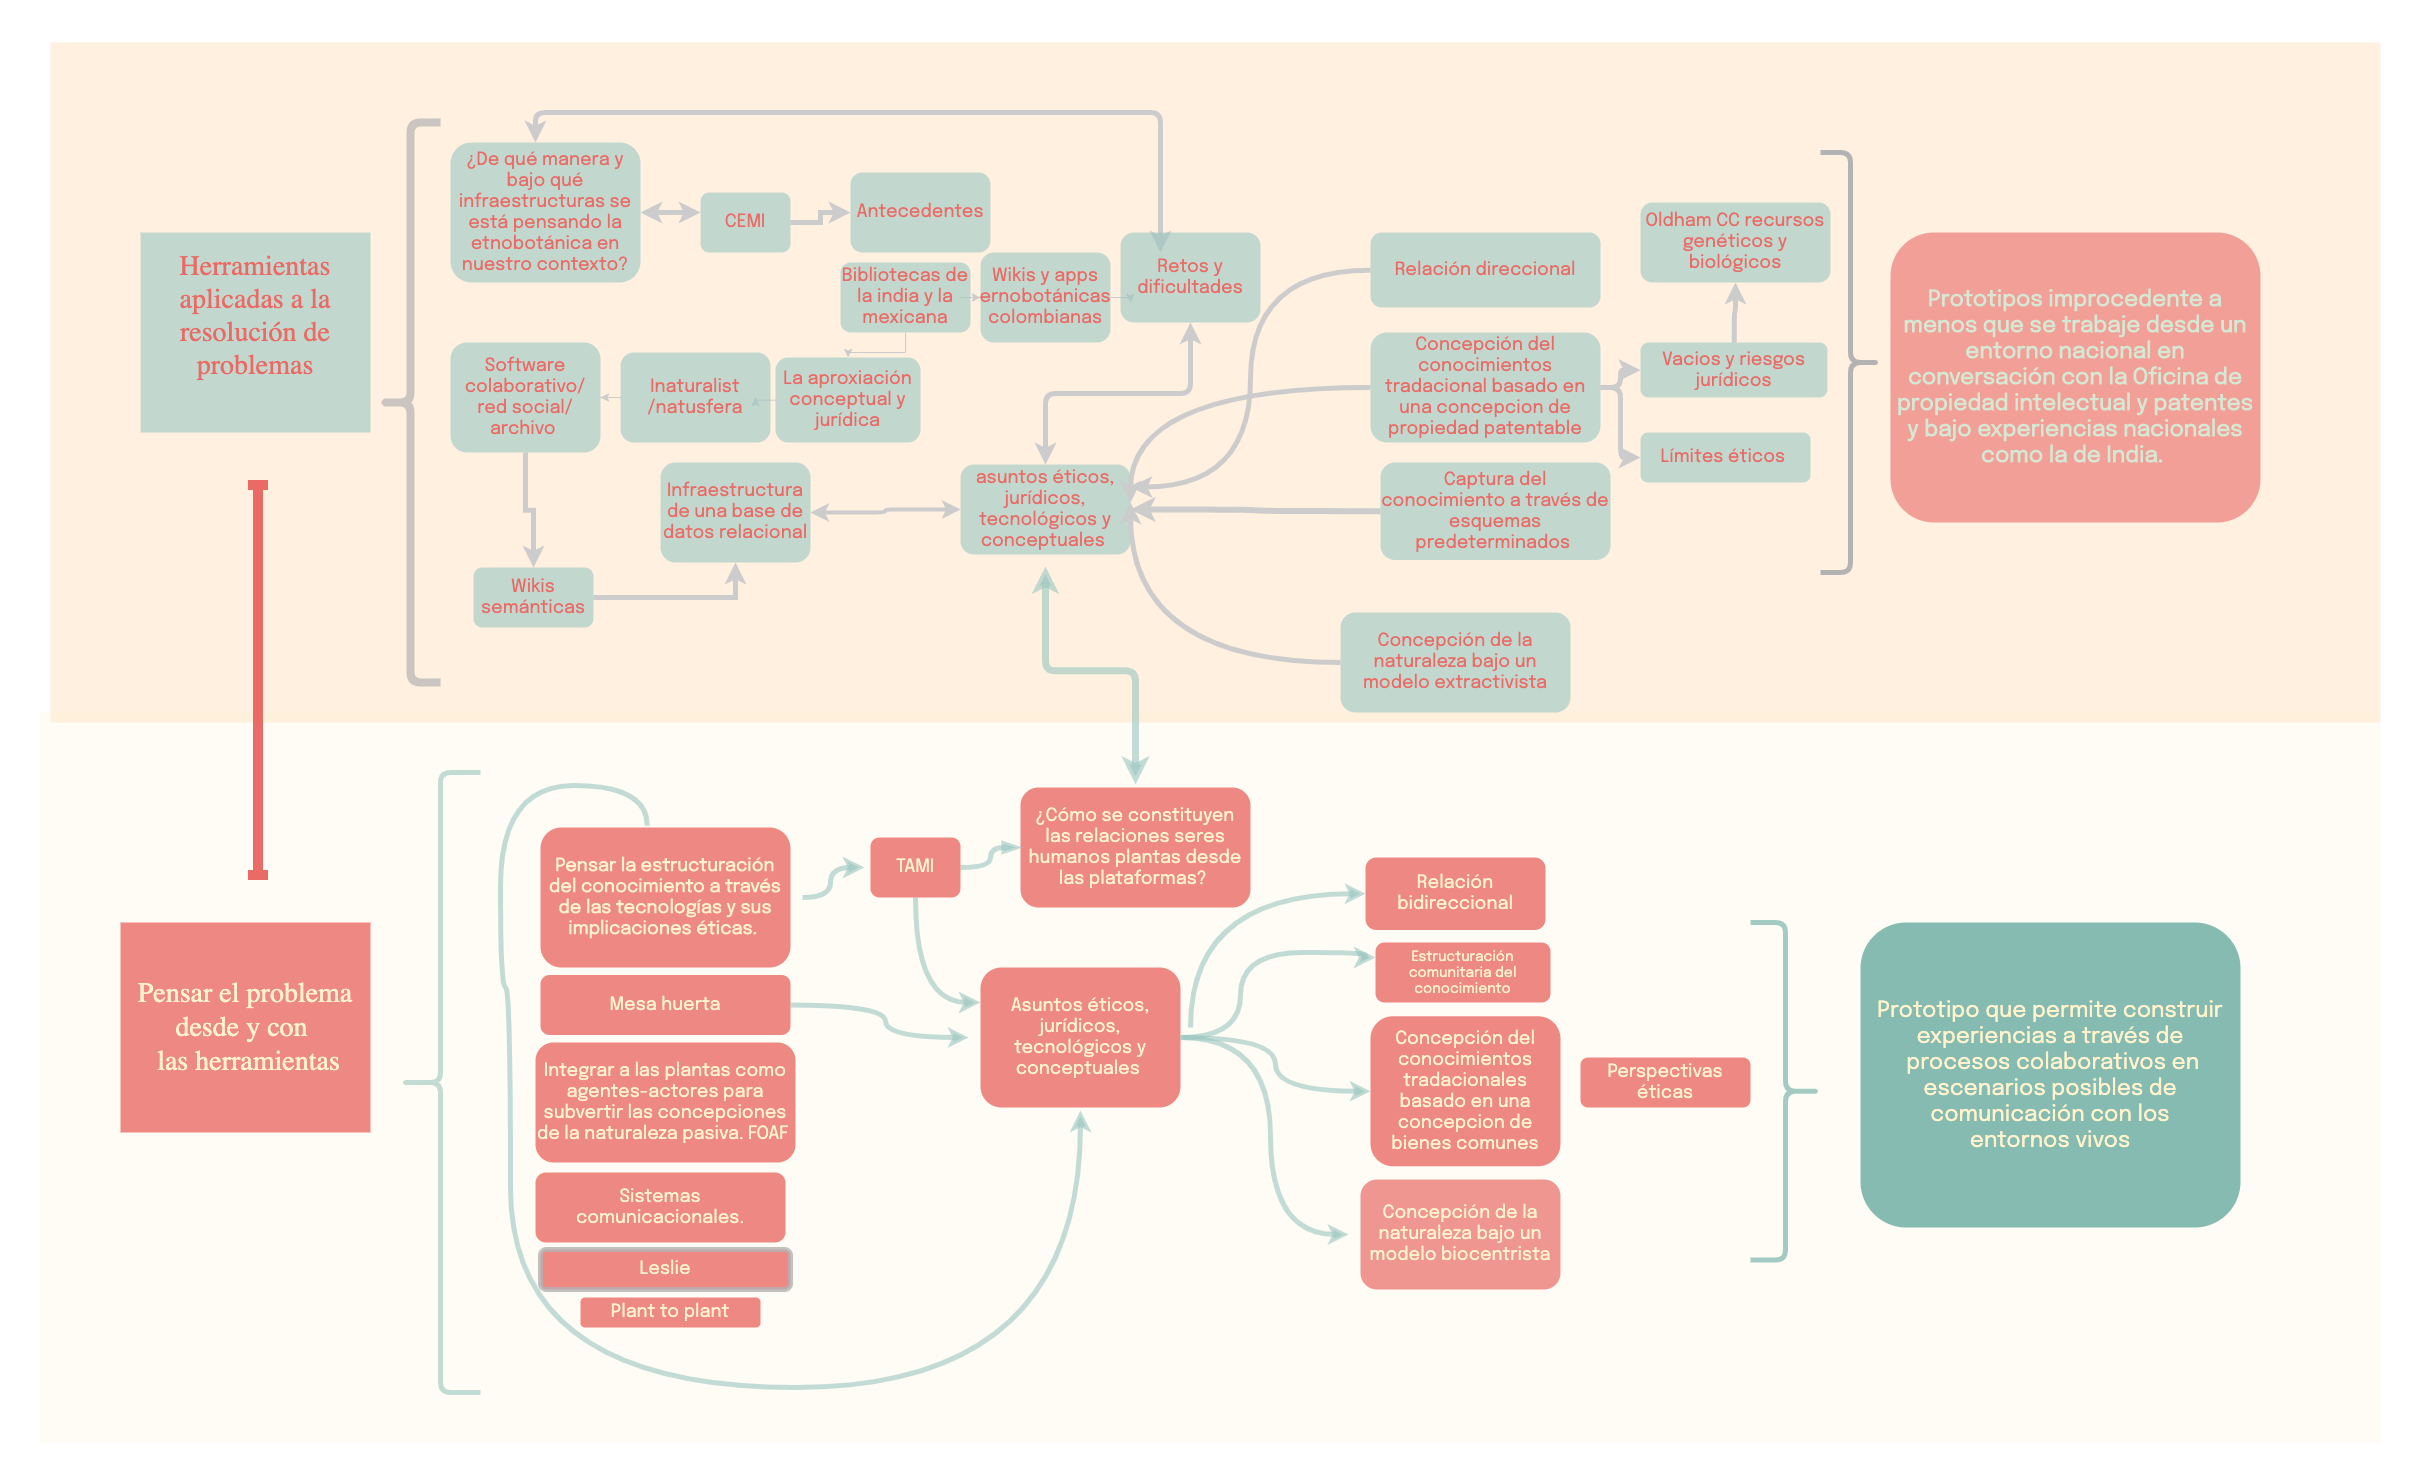 Herramientas
aplicadas a la
resolución de
problemas
¿De qué manera y
bajo qué
infraestructuras se
está pensando la
etnobotánica en
nuestro contexto?
CEMI
Antecedentes
Bibliotecas de
la india y la
mexicana
Wikis y apps
ernobotánicas
colombianas
Retos y
dificultades
Software
colaborativo/
red social/
archivo
Inaturalist
/natusfera
La aproxiación
conceptual y
jurídica
Infraestructura
de una base de
datos relacional
Wikis
semánticas
asuntos éticos,
jurídicos,
tecnológicos y
conceptuales
Relación direccional
Concepción del
conocimientos
tradacional basado en
una concepcion de
propiedad patentable
Captura del
conocimiento a través de
esquemas
predeterminados
Concepción de la
naturaleza bajo un
modelo extractivista
Oldham CC recursos
genéticos y
biológicos
Vacios y riesgos
jurídicos
Límites éticos
Prototipos improcedente a
menos que se trabaje desde un
entorno nacional en
conversación con la Oficina de
propiedad intelectual y patentes
y bajo experiencias nacionales
como la de India.
Pensar el problema
desde y con
las herramientas
Pensar la estructuración
del conocimiento a través
de las tecnologías y sus
implicaciones éticas.
Mesa huerta
Integrar a las plantas como
agentes-actores para
subvertir las concepciones
de la naturaleza pasiva. FOAF
Sistemas
comunicacionales.
Leslie
Plant to plant
TAMI
¿Cómo se constituyen
las relaciones seres
humanos plantas desde
las plataformas?
Asuntos éticos,
jurídicos,
tecnológicos y
conceptuales
Relación
bidireccional
Estructuración
comunitaria del
conocimiento
Concepción del
conocimientos
tradacionales
basado en una
concepcion de
bienes comunes
Concepción de la
naturaleza bajo un
modelo biocentrista
Perspectivas
éticas
Prototipo que permite construir
experiencias a través de
procesos colaborativos en
escenarios posibles de
comunicación con los
entornos vivos